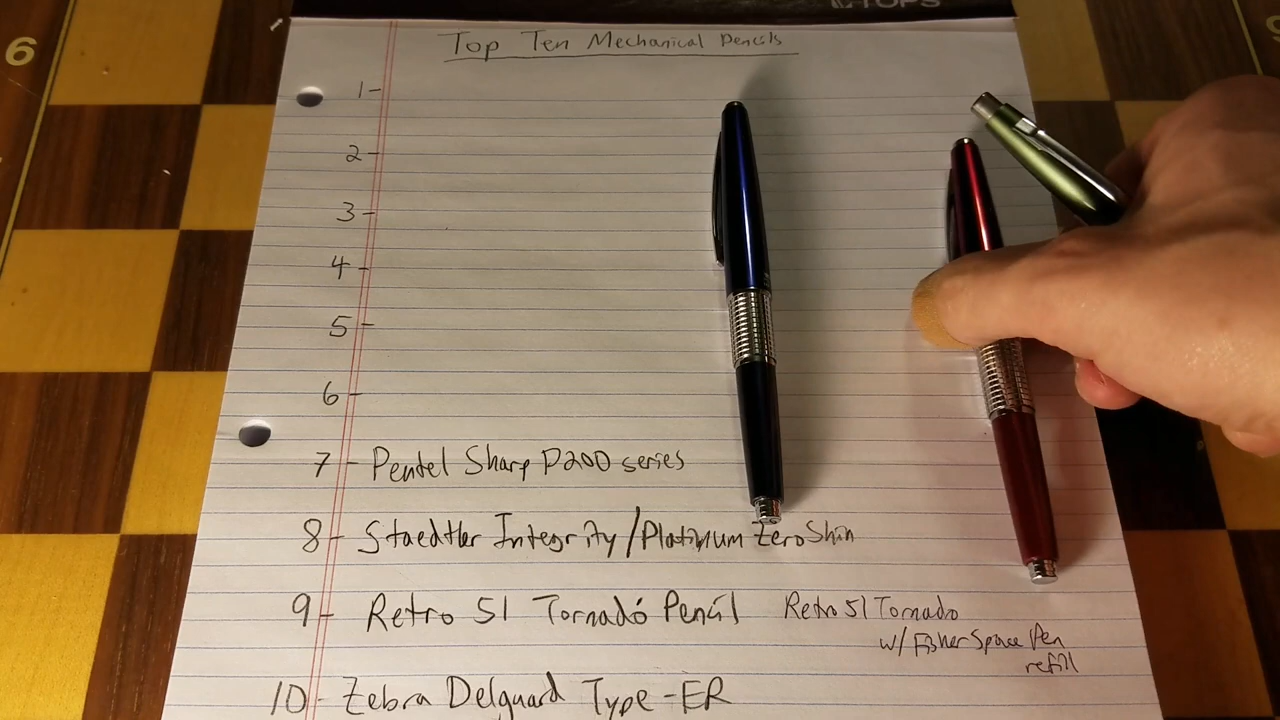 TOPS
6
Top Ten Mechanical Pencils
1-
2-
3-
4-
5-
6-
7- Pentel Sharp P200 series
8- Staedtler Integrity/Platinum Zero Shin
9- Retro 51 Tornado Pencil Retro 51 Tornado
w/ Fisher Space Pen
refill
10- Zebra Delguard Type-ER